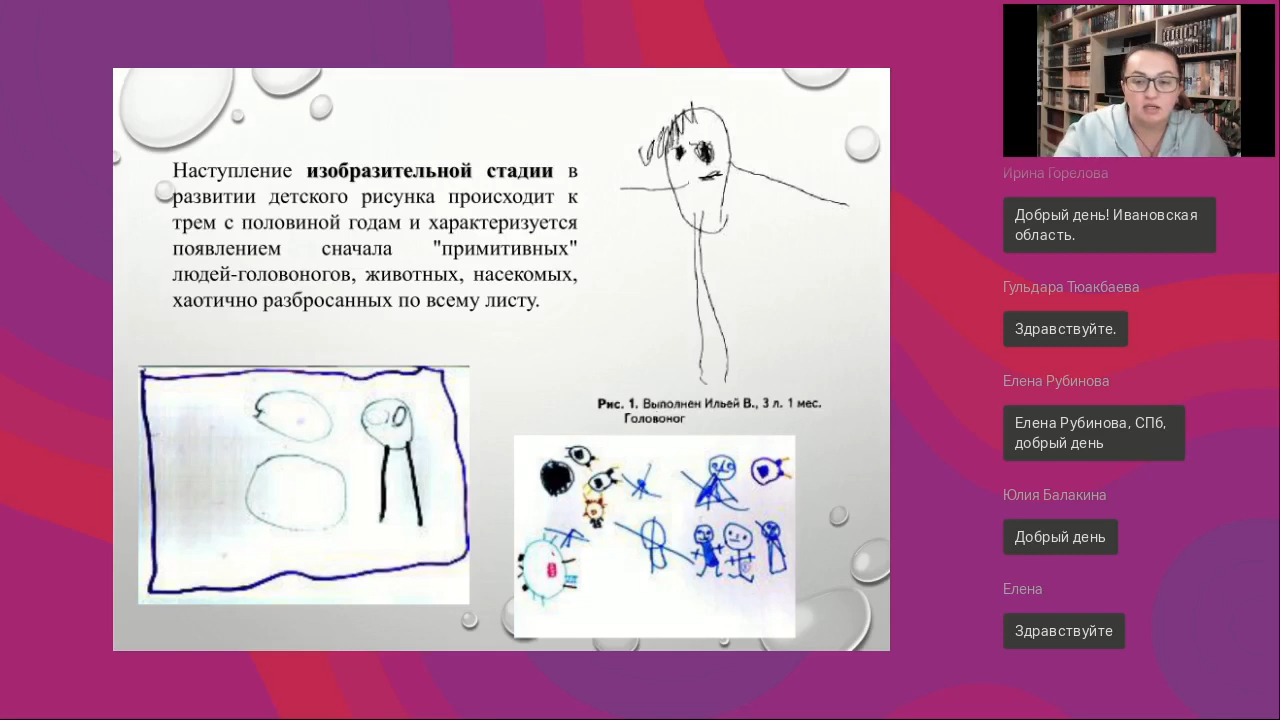 Наступление изобразительной стадии в
развитии детского рисунка происходит к
трем с половиной годам и характеризуется
появлением сначала "примитивных"
людей-головоногов, животных, насекомых,
хаотично разбросанных по всему листу.
Рис. 1. Выполнен Ильей В., 3 л. 1 мес.
Головоног
Ирина Горелова
Добрый день! Ивановская
область.
Гульдара Тюакбаева
Здравствуйте.
Елена Рубинова
Елена Рубинова, СПб,
добрый день
Юлия Балакина
Добрый день
Елена
Здравствуйте